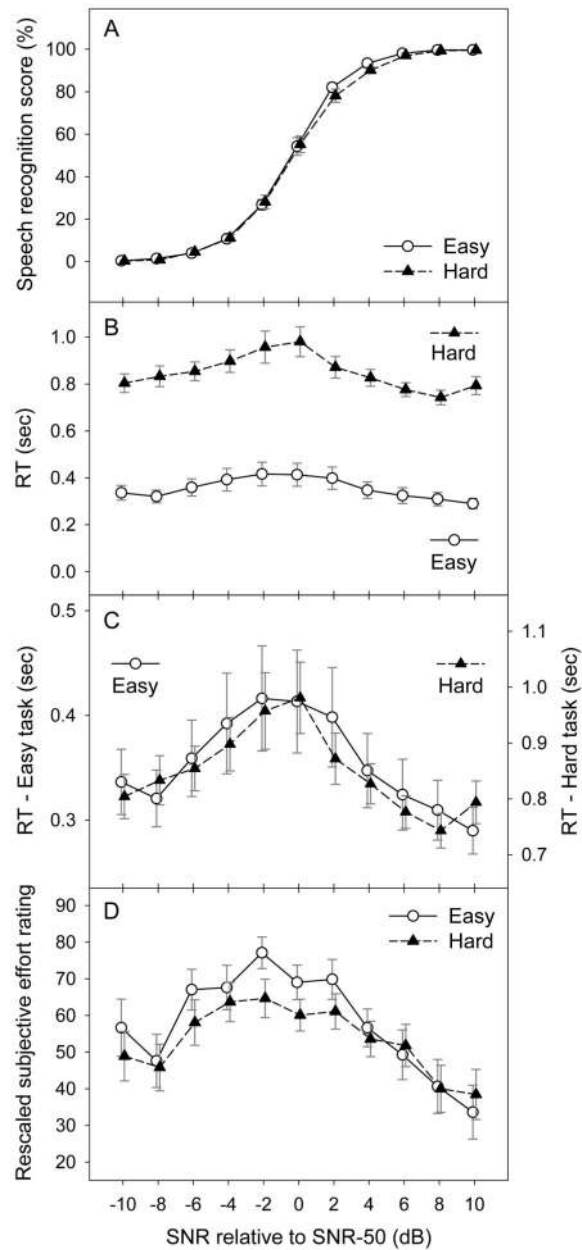 A
Speech recognition score (%)
100
80
60
40
20
0
Easy
Hard
B
RT (sec)
1.0
0.8
0.6
0.4
0.2
0.0
Hard
Easy
C
RT - Easy task (sec)
0.5
0.4
0.3
Easy
Hard
1.1
1.0
0.9
0.8
0.7
RT - Hard task (sec)
D
Rescaled subjective effort rating
90
80
70
60
50
40
30
20
Easy
Hard
-10 -8 -6 -4 -2 0 2 4 6 8 10
SNR relative to SNR-50 (dB)